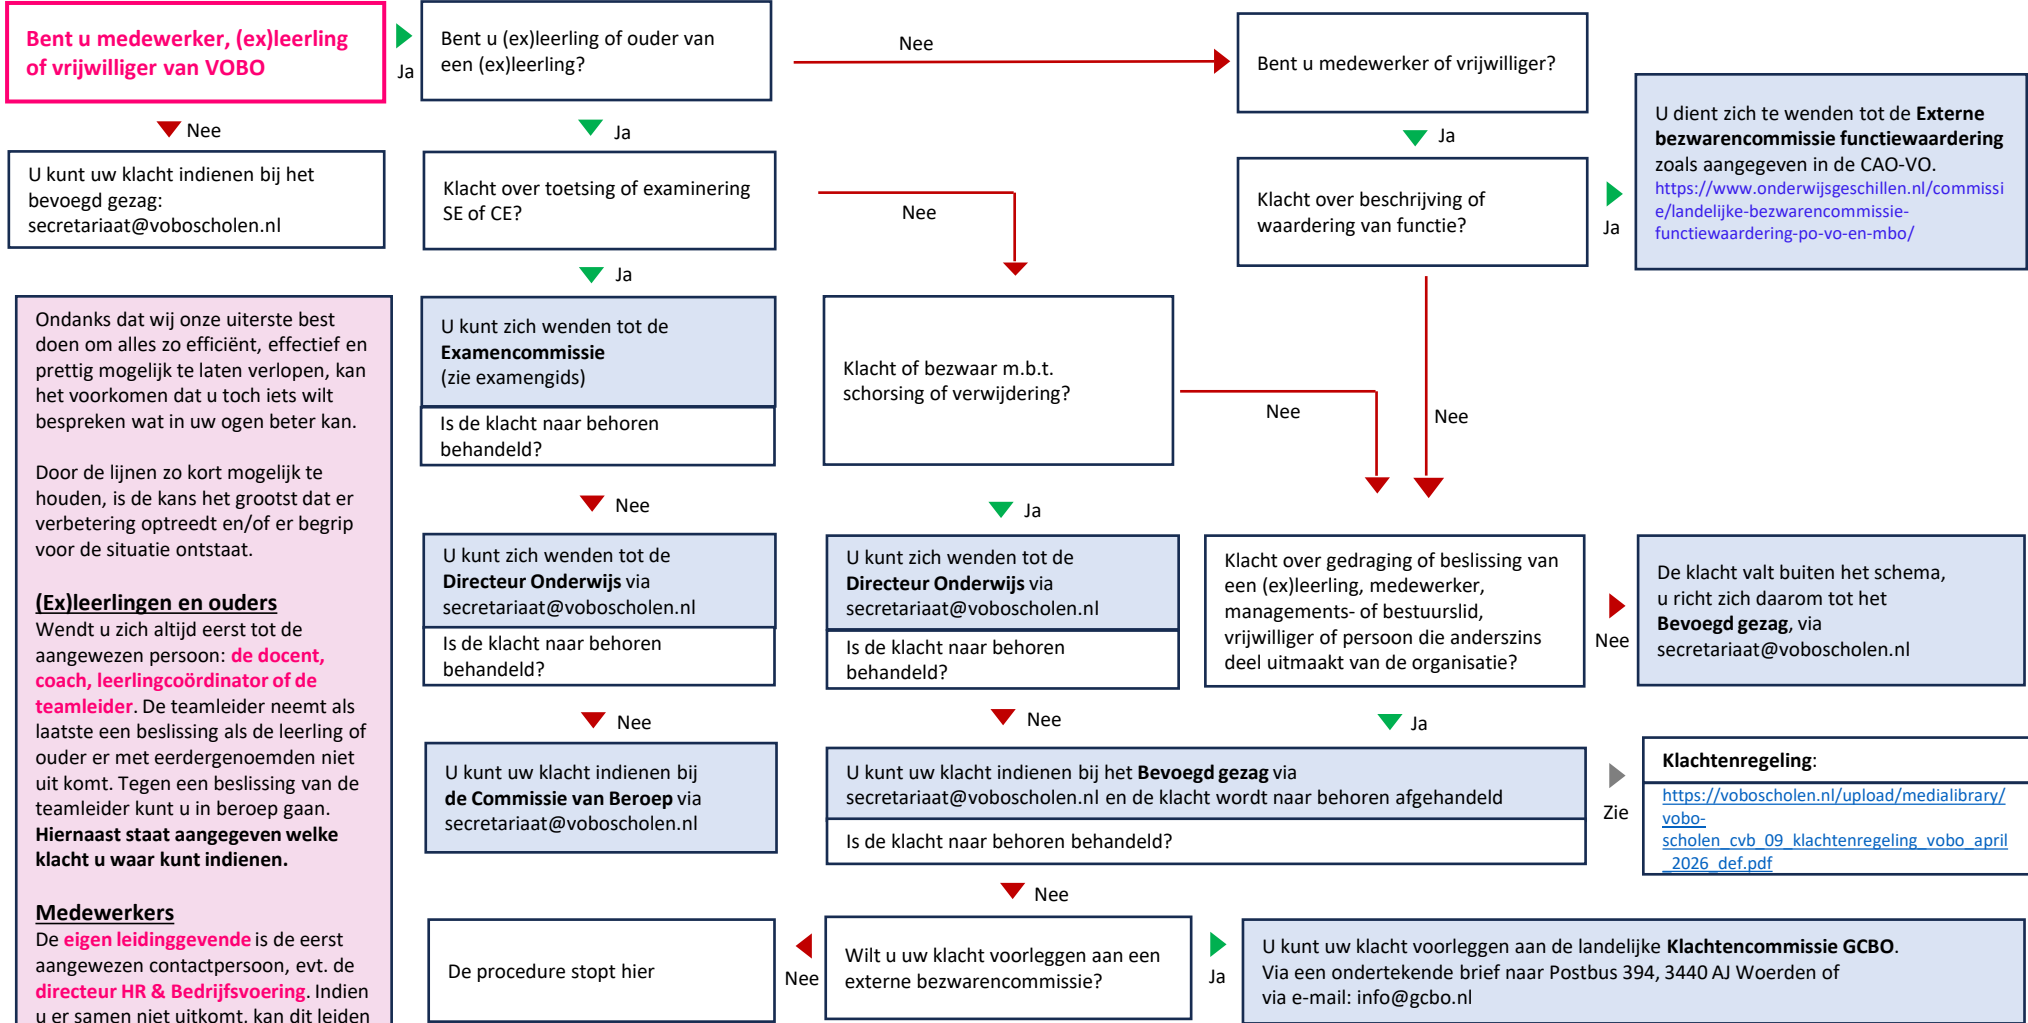 Bent u medewerker, (ex)leerling
of vrijwilliger van VOBO
Ja
Bent u (ex)leerling of ouder van
een (ex)leerling?
Nee
Bent u medewerker of vrijwilliger?
Nee
Ja
Ja
U kunt uw klacht indienen bij het
bevoegd gezag:
secretariaat@voboscholen.nl
Klacht over toetsing of examinering
SE of CE?
Nee
Klacht over beschrijving of
waardering van functie?
Ja
U dient zich te wenden tot de Externe
bezwarencommissie functiewaardering
zoals aangegeven in de CAO-VO.
https://www.onderwijsgeschillen.nl/commissi
e/landelijke-bezwarencommissie-
functiewaardering-po-vo-en-mbo/
Ja
Ondanks dat wij onze uiterste best
doen om alles zo efficiënt, effectief en
prettig mogelijk te laten verlopen, kan
het voorkomen dat u toch iets wilt
bespreken wat in uw ogen beter kan.
Door de lijnen zo kort mogelijk te
houden, is de kans het grootst dat er
verbetering optreedt en/of er begrip
voor de situatie ontstaat.
(Ex)leerlingen en ouders
Wendt u zich altijd eerst tot de
aangewezen persoon: de docent,
coach, leerlingcoördinator of de
teamleider. De teamleider neemt als
laatste een beslissing als de leerling of
ouder er met eerdergenoemden niet
uit komt. Tegen een beslissing van de
teamleider kunt u in beroep gaan.
Hiernaast staat aangegeven welke
klacht u waar kunt indienen.
Medewerkers
De eigen leidinggevende is de eerst
aangewezen contactpersoon, evt. de
directeur HR & Bedrijfsvoering. Indien
u er samen niet uitkomt, kan dit leiden
U kunt zich wenden tot de
Examencommissie
(zie examengids)
Is de klacht naar behoren
behandeld?
Klacht of bezwaar m.b.t.
schorsing of verwijdering?
Nee
Nee
Nee
Ja
U kunt zich wenden tot de
Directeur Onderwijs via
secretariaat@voboscholen.nl
Is de klacht naar behoren
behandeld?
U kunt zich wenden tot de
Directeur Onderwijs via
secretariaat@voboscholen.nl
Is de klacht naar behoren
behandeld?
Klacht over gedraging of beslissing van
een (ex)leerling, medewerker,
managements- of bestuurslid,
vrijwilliger of persoon die anderszins
deel uitmaakt van de organisatie?
Nee
De klacht valt buiten het schema,
u richt zich daarom tot het
Bevoegd gezag, via
secretariaat@voboscholen.nl
Nee
Nee
Ja
U kunt uw klacht indienen bij
de Commissie van Beroep via
secretariaat@voboscholen.nl
U kunt uw klacht indienen bij het Bevoegd gezag via
secretariaat@voboscholen.nl en de klacht wordt naar behoren afgehandeld
Is de klacht naar behoren behandeld?
Zie
Klachtenregeling:
https://voboscholen.nl/upload/medialibrary/
vobo-
scholen_cvb_09_klachtenregeling_vobo_april
_2026_def.pdf
Nee
De procedure stopt hier
Nee
Wilt u uw klacht voorleggen aan een
externe bezwarencommissie?
Ja
U kunt uw klacht voorleggen aan de landelijke Klachtencommissie GCBO.
Via een ondertekende brief naar Postbus 394, 3440 AJ Woerden of
via e-mail: info@gcbo.nl